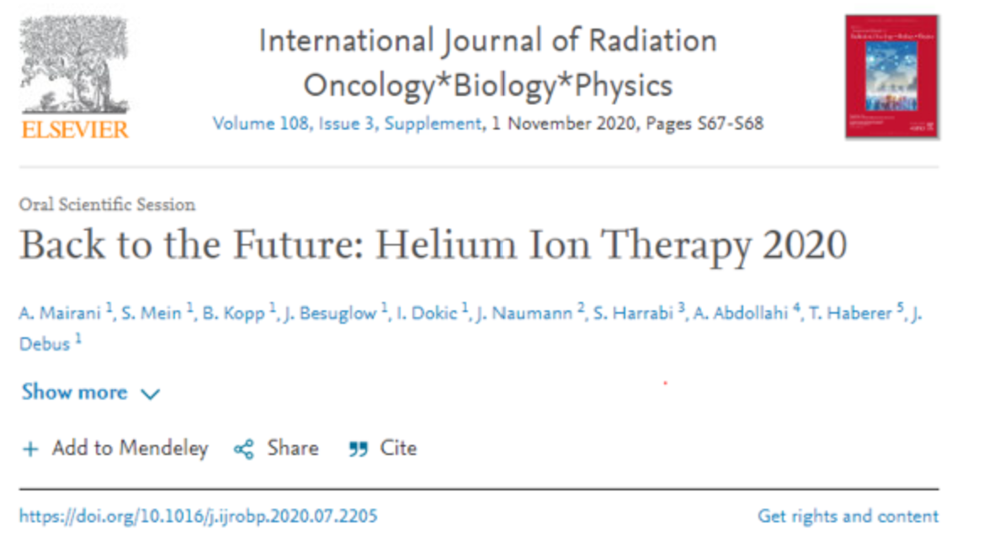 International Journal of Radiation
Oncology*Biology*Physics
ELSEVIER
Volume 108, Issue 3, Supplement, 1 November 2020, Pages S67-S68
Oral Scientific Session
Back to the Future: Helium Ion Therapy 2020
A. Mairani 1, S. Mein 1, B. Kopp 1, J. Besuglow 1, I. Dokic 1, J. Naumann 2, S. Harrabi 3, A. Abdollahi 4, T. Haberer 5, J.
Debus 1
Show more
+ Add to Mendeley Share Cite
https://doi.org/10.1016/j.ijrobp.2020.07.2205 Get rights and content